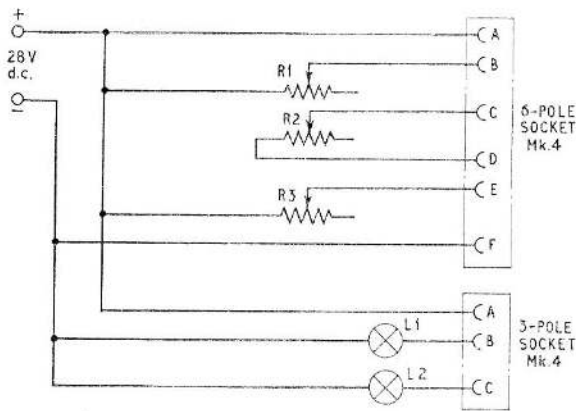 +
28V
d.c.
−
R1
R2
R3
A
B
C
D
E
F
6-POLE
SOCKET
Mk.4
A
B
C
L1
L2
3-POLE
SOCKET
Mk.4